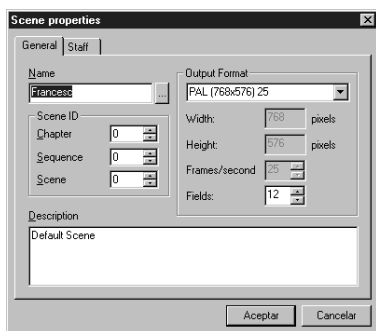 Scene properties
General Staff
Name
Francesc
...
Scene ID
Chapter 0
Sequence 0
Scene 0
Output Format
PAL (768x576) 25
Width: 768 pixels
Height: 576 pixels
Frames/second 25
Fields: 12
Description
Default Scene
Aceptar Cancelar